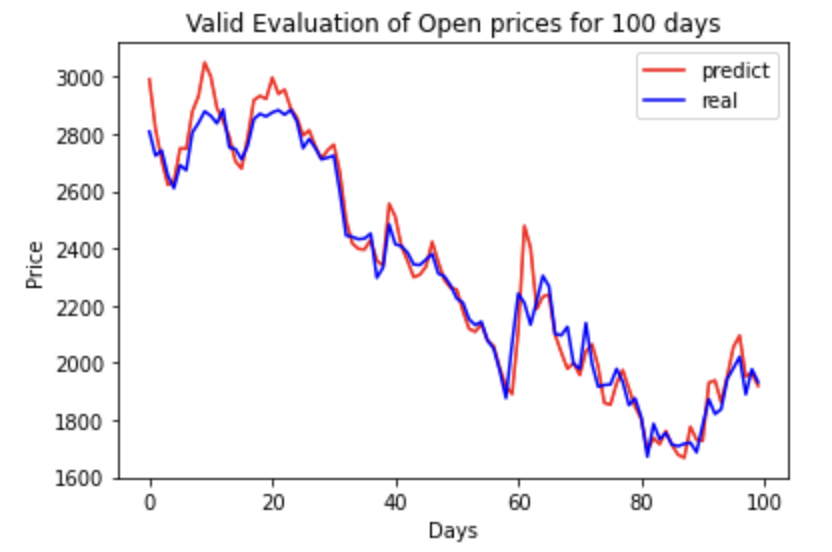 Valid Evaluation of Open prices for 100 days
predict
real
Price
3000
2800
2600
2400
2200
2000
1800
1600
0 20 40 60 80 100
Days